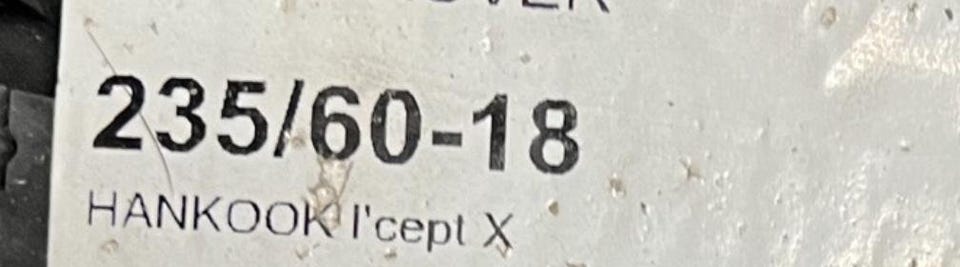 235/60-18
HANKOOK I'cept X